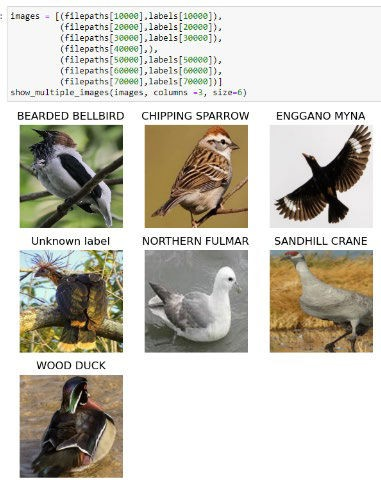 images = [(filepaths[10000],labels[10000]),
(filepaths[20000],labels[20000]),
(filepaths[30000],labels[30000]),
(filepaths[40000],),
(filepaths[50000],labels[50000]),
(filepaths[60000],labels[60000]),
(filepaths[70000],labels[70000])]
show_multiple_images(images, columns =3, size=6)
BEARDED BELLBIRD CHIPPING SPARROW ENGGANO MYNA
Unknown label NORTHERN FULMAR SANDHILL CRANE
WOOD DUCK